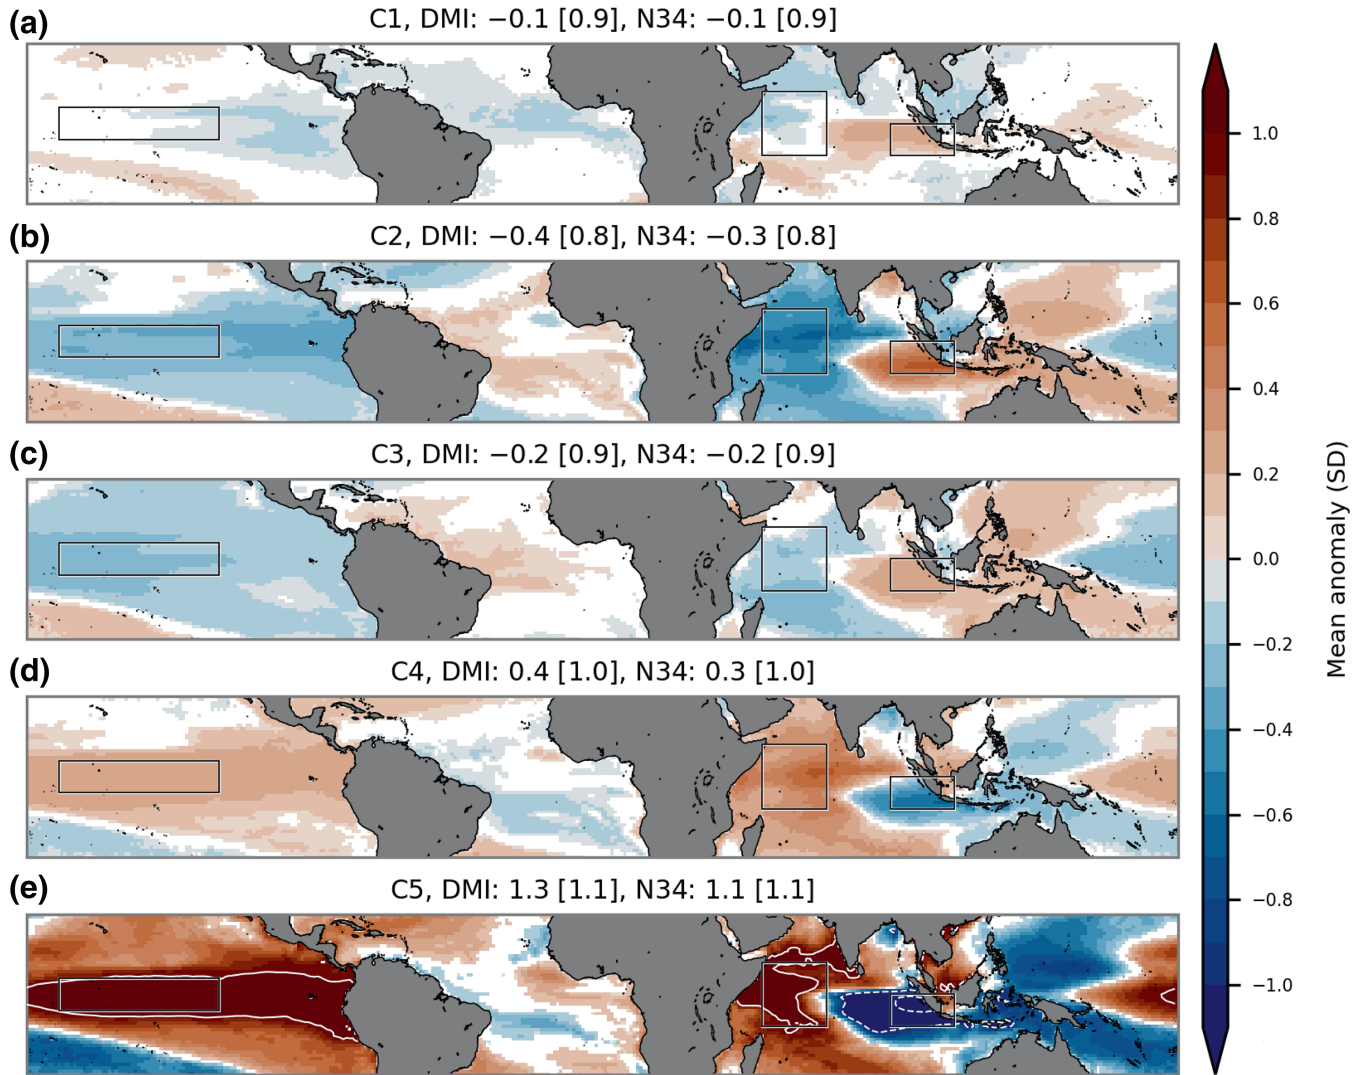 (a)
C1, DMI: −0.1 [0.9], N34: −0.1 [0.9]
(b)
C2, DMI: −0.4 [0.8], N34: −0.3 [0.8]
(c)
C3, DMI: −0.2 [0.9], N34: −0.2 [0.9]
(d)
C4, DMI: 0.4 [1.0], N34: 0.3 [1.0]
(e)
C5, DMI: 1.3 [1.1], N34: 1.1 [1.1]
1.0
0.8
0.6
0.4
0.2
0.0
−0.2
−0.4
−0.6
−0.8
−1.0
Mean anomaly (SD)